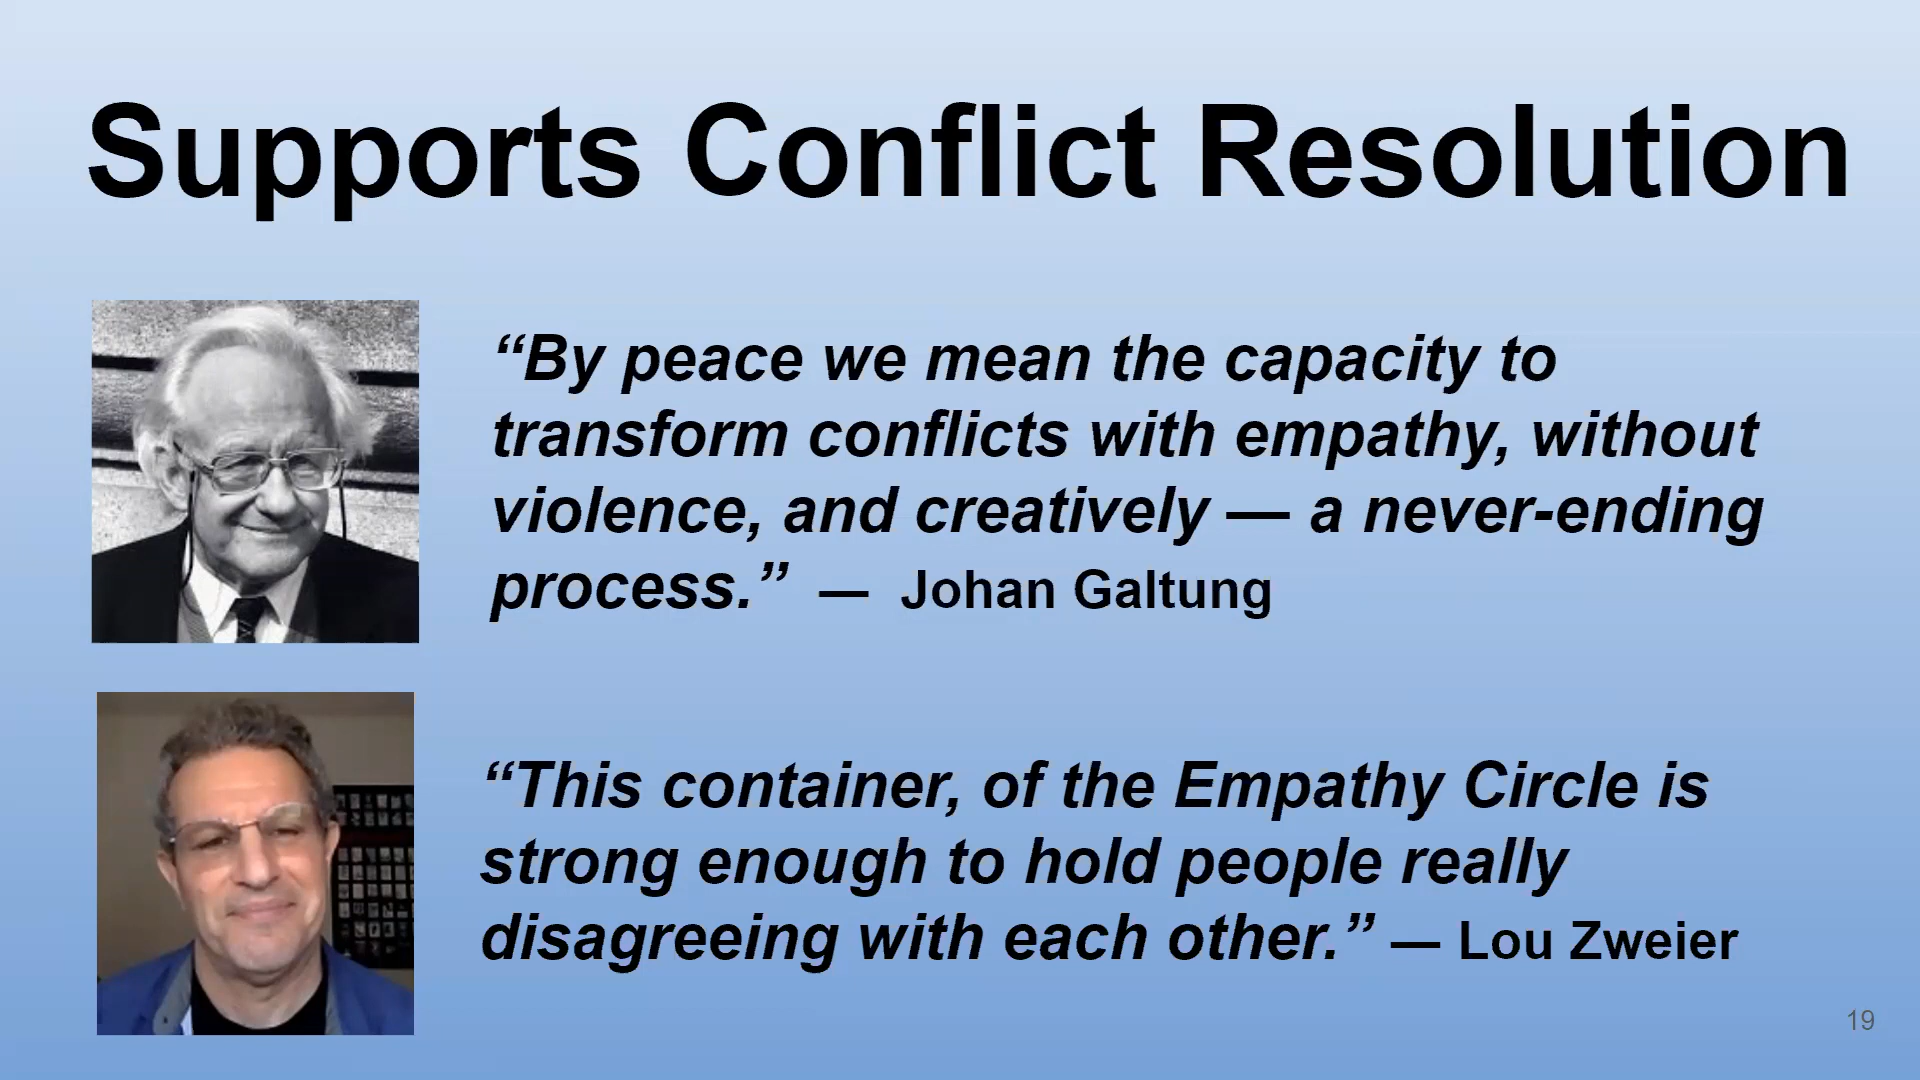 Supports Conflict Resolution
“By peace we mean the capacity to
transform conflicts with empathy, without
violence, and creatively — a never-ending
process.” — Johan Galtung
“This container, of the Empathy Circle is
strong enough to hold people really
disagreeing with each other.” — Lou Zweier
19